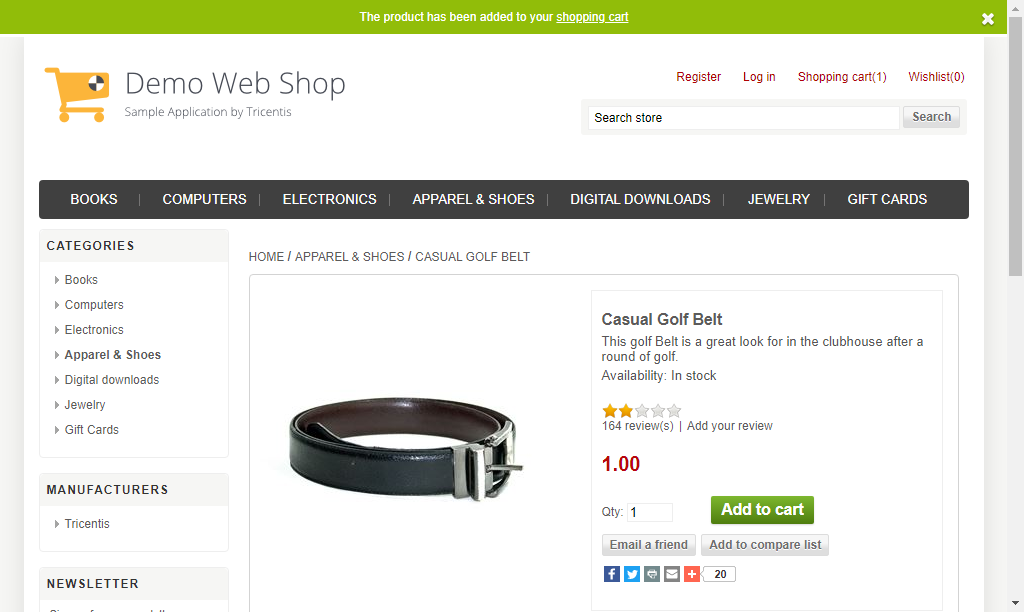 The product has been added to your shopping cart
Demo Web Shop
Sample Application by Tricentis
Register Log in Shopping cart(1) Wishlist(0)
Search store Search
BOOKS | COMPUTERS | ELECTRONICS | APPAREL & SHOES | DIGITAL DOWNLOADS | JEWELRY | GIFT CARDS
CATEGORIES
Books
Computers
Electronics
Apparel & Shoes
Digital downloads
Jewelry
Gift Cards
MANUFACTURERS
Tricentis
NEWSLETTER
HOME / APPAREL & SHOES / CASUAL GOLF BELT
Casual Golf Belt
This golf Belt is a great look for in the clubhouse after a
round of golf.
Availability: In stock
164 review(s) | Add your review
1.00
Qty: 1 Add to cart
Email a friend Add to compare list
20